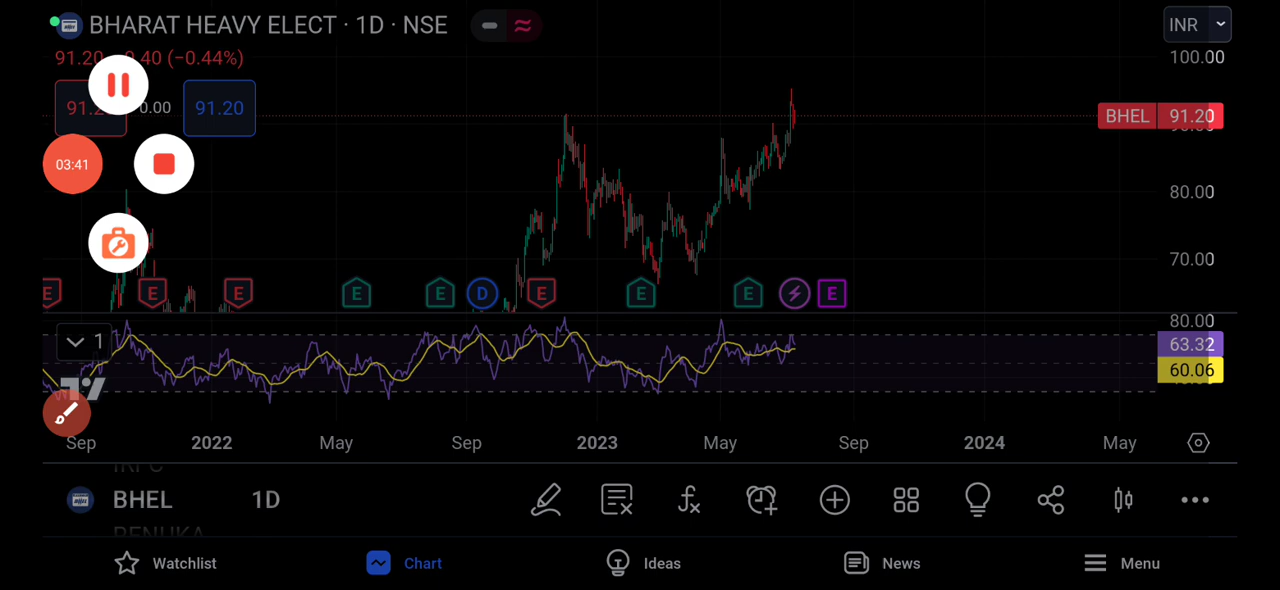 BHARAT HEAVY ELECT · 1D · NSE
INR
91.20 0.40 (−0.44%)
100.00
0.00
91.20
BHEL 91.20
03:41
80.00
70.00
E E E E E D E E E E
80.00
1
63.32
60.06
Sep 2022 May Sep 2023 May Sep 2024 May
BHEL 1D
Watchlist Chart Ideas News Menu